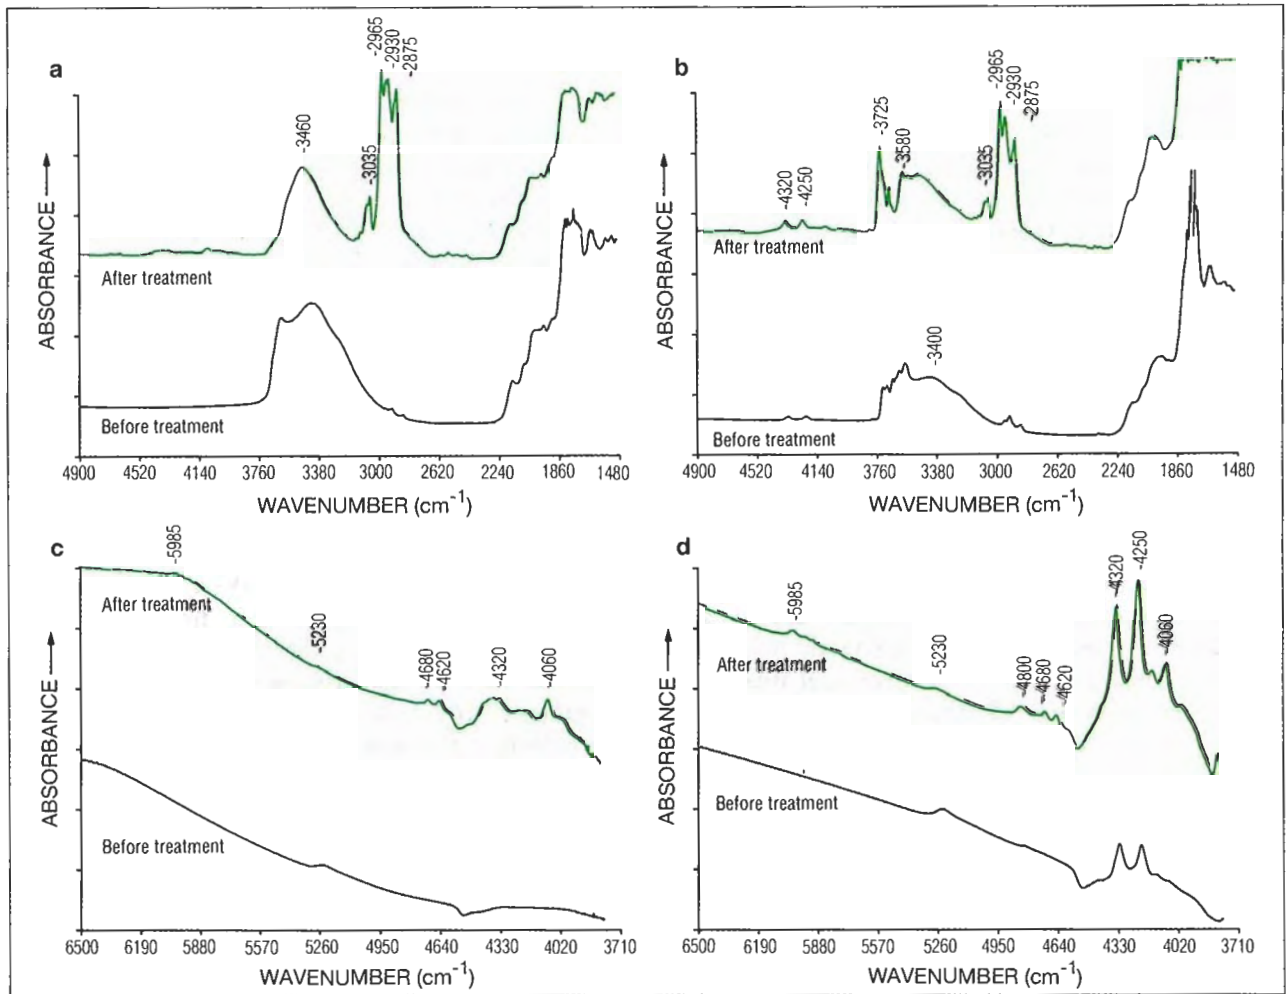 a
-2965
-2930
-2875
-3460
-3035
ABSORBANCE
After treatment
Before treatment
4900 4520 4140 3760 3380 3000 2620 2240 1860 1480
WAVENUMBER (cm⁻¹)
b
-2965
-2930
-2875
-3725
-3580
-3035
-4320
-4250
ABSORBANCE
After treatment
-3400
Before treatment
4900 4520 4140 3760 3380 3000 2620 2240 1860 1480
WAVENUMBER (cm⁻¹)
c
-5985
After treatment
-5230
-4680
-4620
-4320
-4060
ABSORBANCE
Before treatment
6500 6190 5880 5570 5260 4950 4640 4330 4020 3710
WAVENUMBER (cm⁻¹)
d
-4320
-4250
-5985
-4060
After treatment
-5230
-4800
-4680
-4620
ABSORBANCE
Before treatment
6500 6190 5880 5570 5260 4950 4640 4330 4020 3710
WAVENUMBER (cm⁻¹)